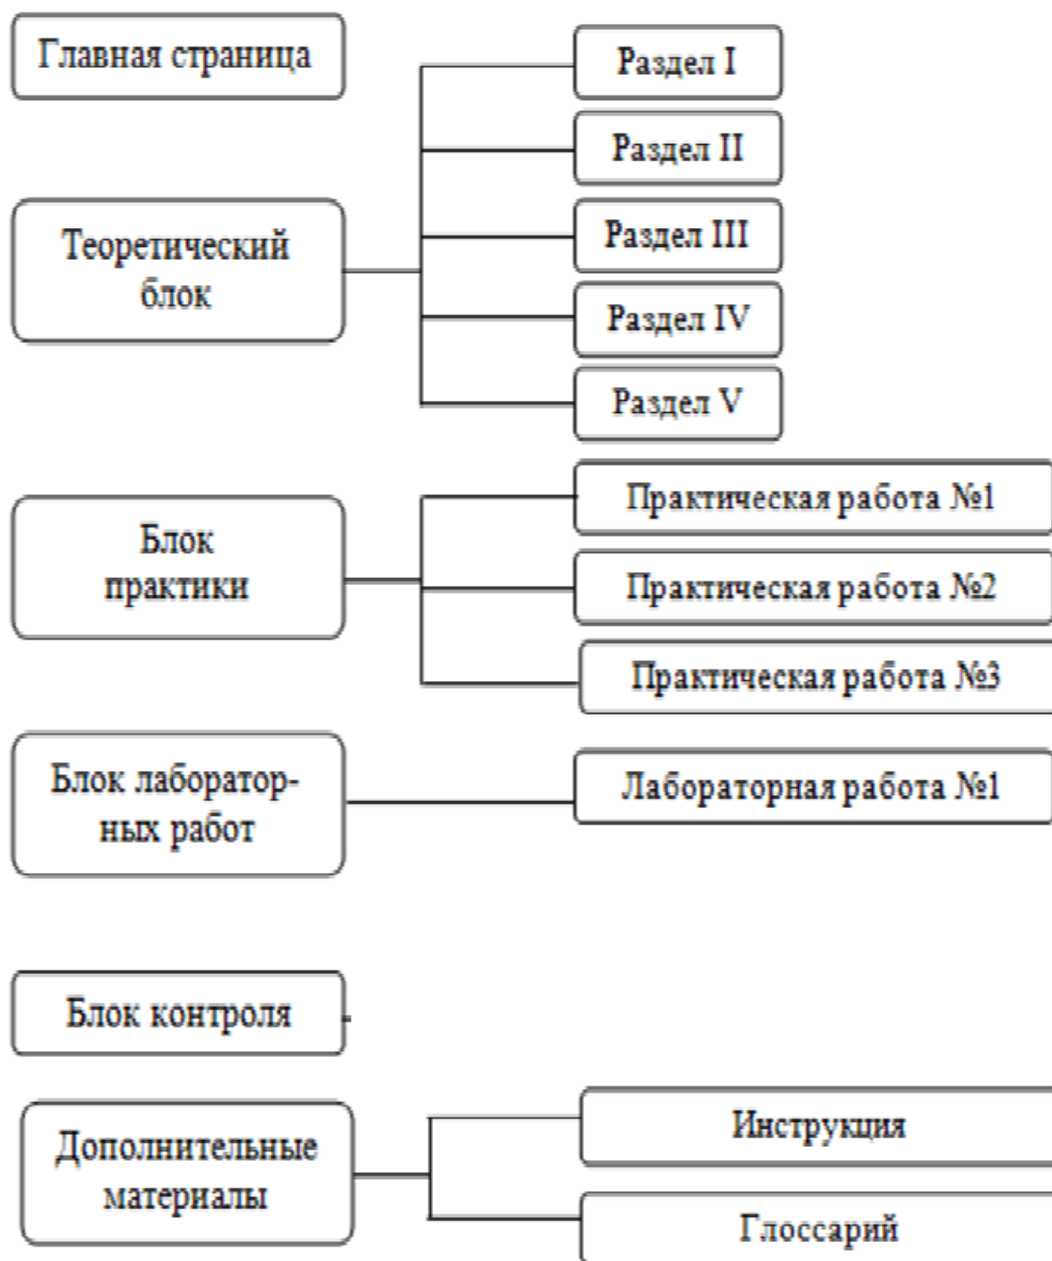 Главная страница
Раздел I
Раздел II
Раздел III
Раздел IV
Раздел V
Теоретический
блок
Блок
практики
Практическая работа №1
Практическая работа №2
Практическая работа №3
Блок лаборатор-
ных работ
Лабораторная работа №1
Блок контроля
Дополнительные
материалы
Инструкция
Глоссарий